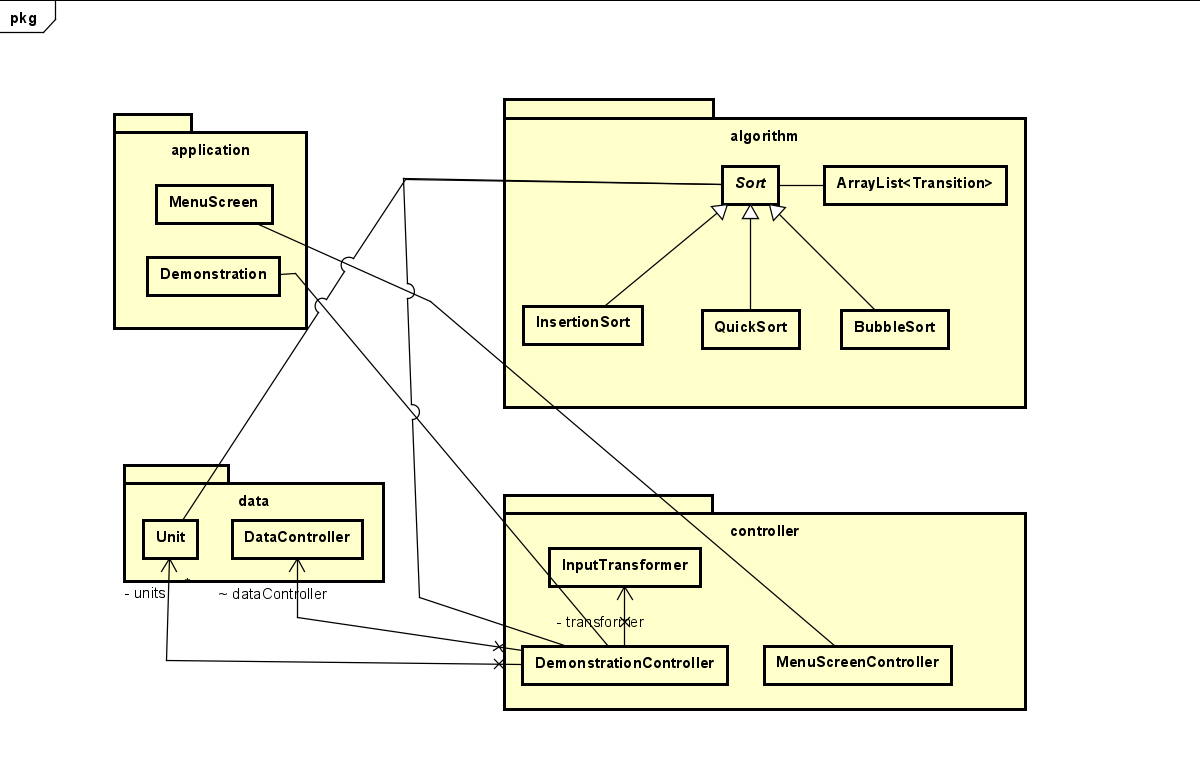 pkg
application
MenuScreen
Demonstration
algorithm
Sort
ArrayList<Transition>
InsertionSort
QuickSort
BubbleSort
data
Unit
DataController
- units
~ dataController
controller
InputTransformer
- transformer
DemonstrationController
MenuScreenController